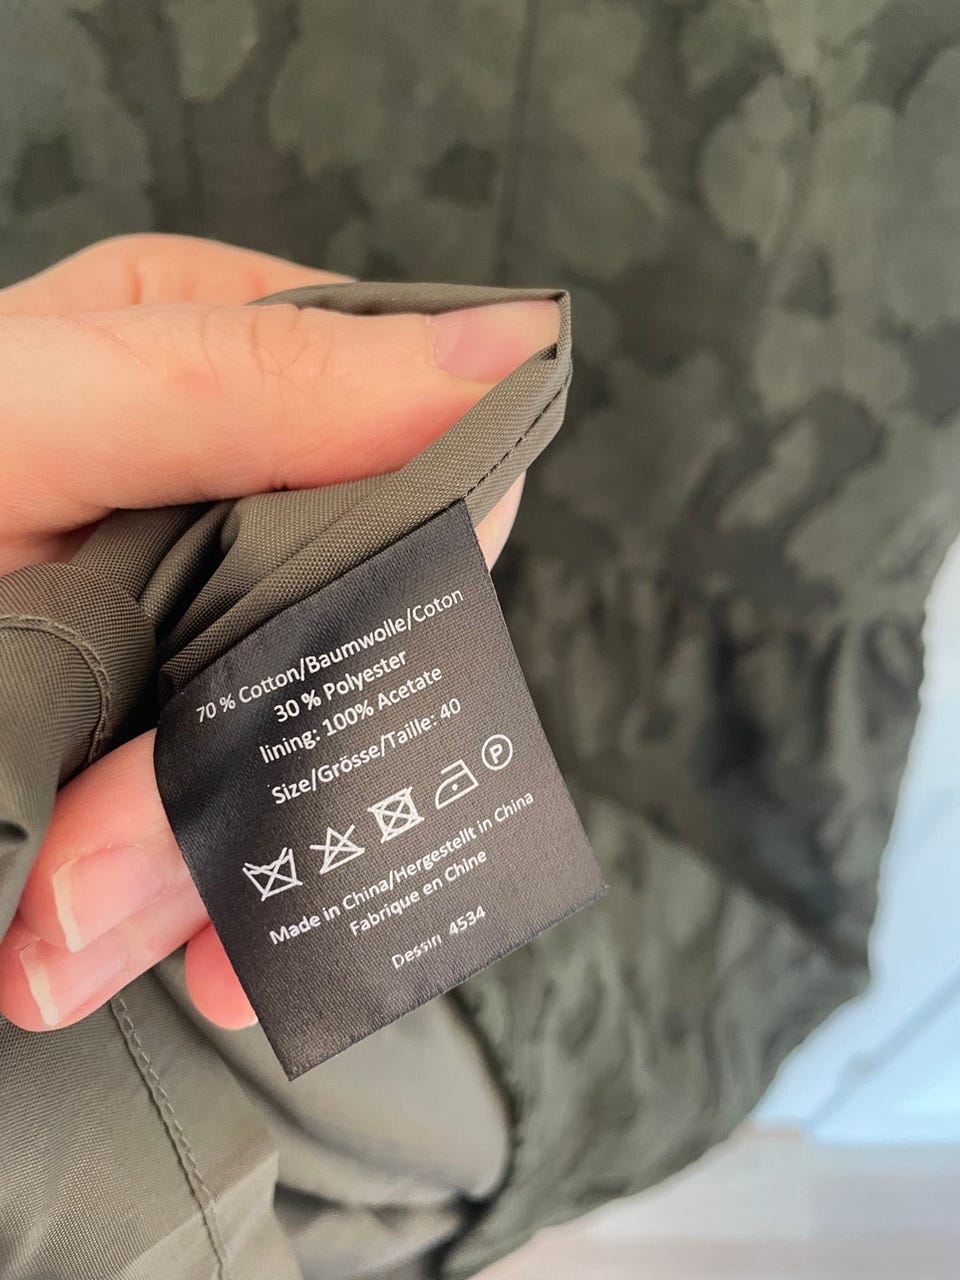 70 % Cotton/Baumwolle/Coton
30 % Polyester
lining: 100% Acetate
Size/Grösse/Taille: 40
P
Made in China/Hergestellt in China
Fabrique en Chine
Dessin 4534